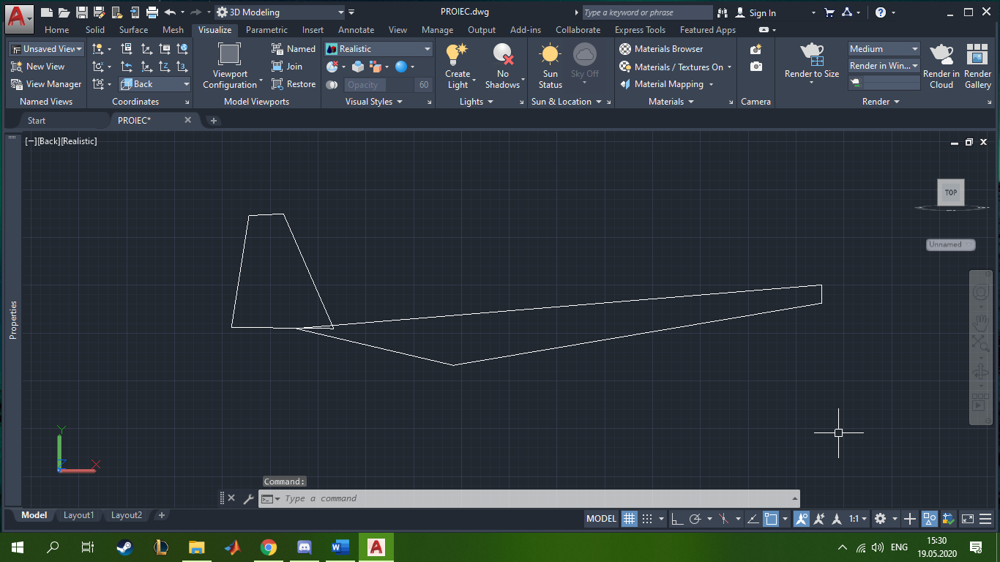 3D Modeling PROIEC.dwg Type a keyword or phrase Sign In
Home Solid Surface Mesh Visualize Parametric Insert Annotate View Manage Output Add-ins Collaborate Express Tools Featured Apps
Unsaved View Named Realistic Materials Browser Medium
New View Join Materials / Textures On Render in Win...
View Manager Back Restore Opacity 60 Material Mapping
Viewport Configuration
Create Light
No Shadows
Sun Status
Sky Off
Render to Size
Render in Cloud
Render Gallery
Named Views Coordinates Model Viewports Visual Styles Lights Sun & Location Materials Camera Render
Start PROIEC*
[−][Back][Realistic]
TOP
Unnamed
Properties
Y
Z X
Command:
Type a command
Model Layout1 Layout2 MODEL 1:1
ENG 15:30
19.05.2020